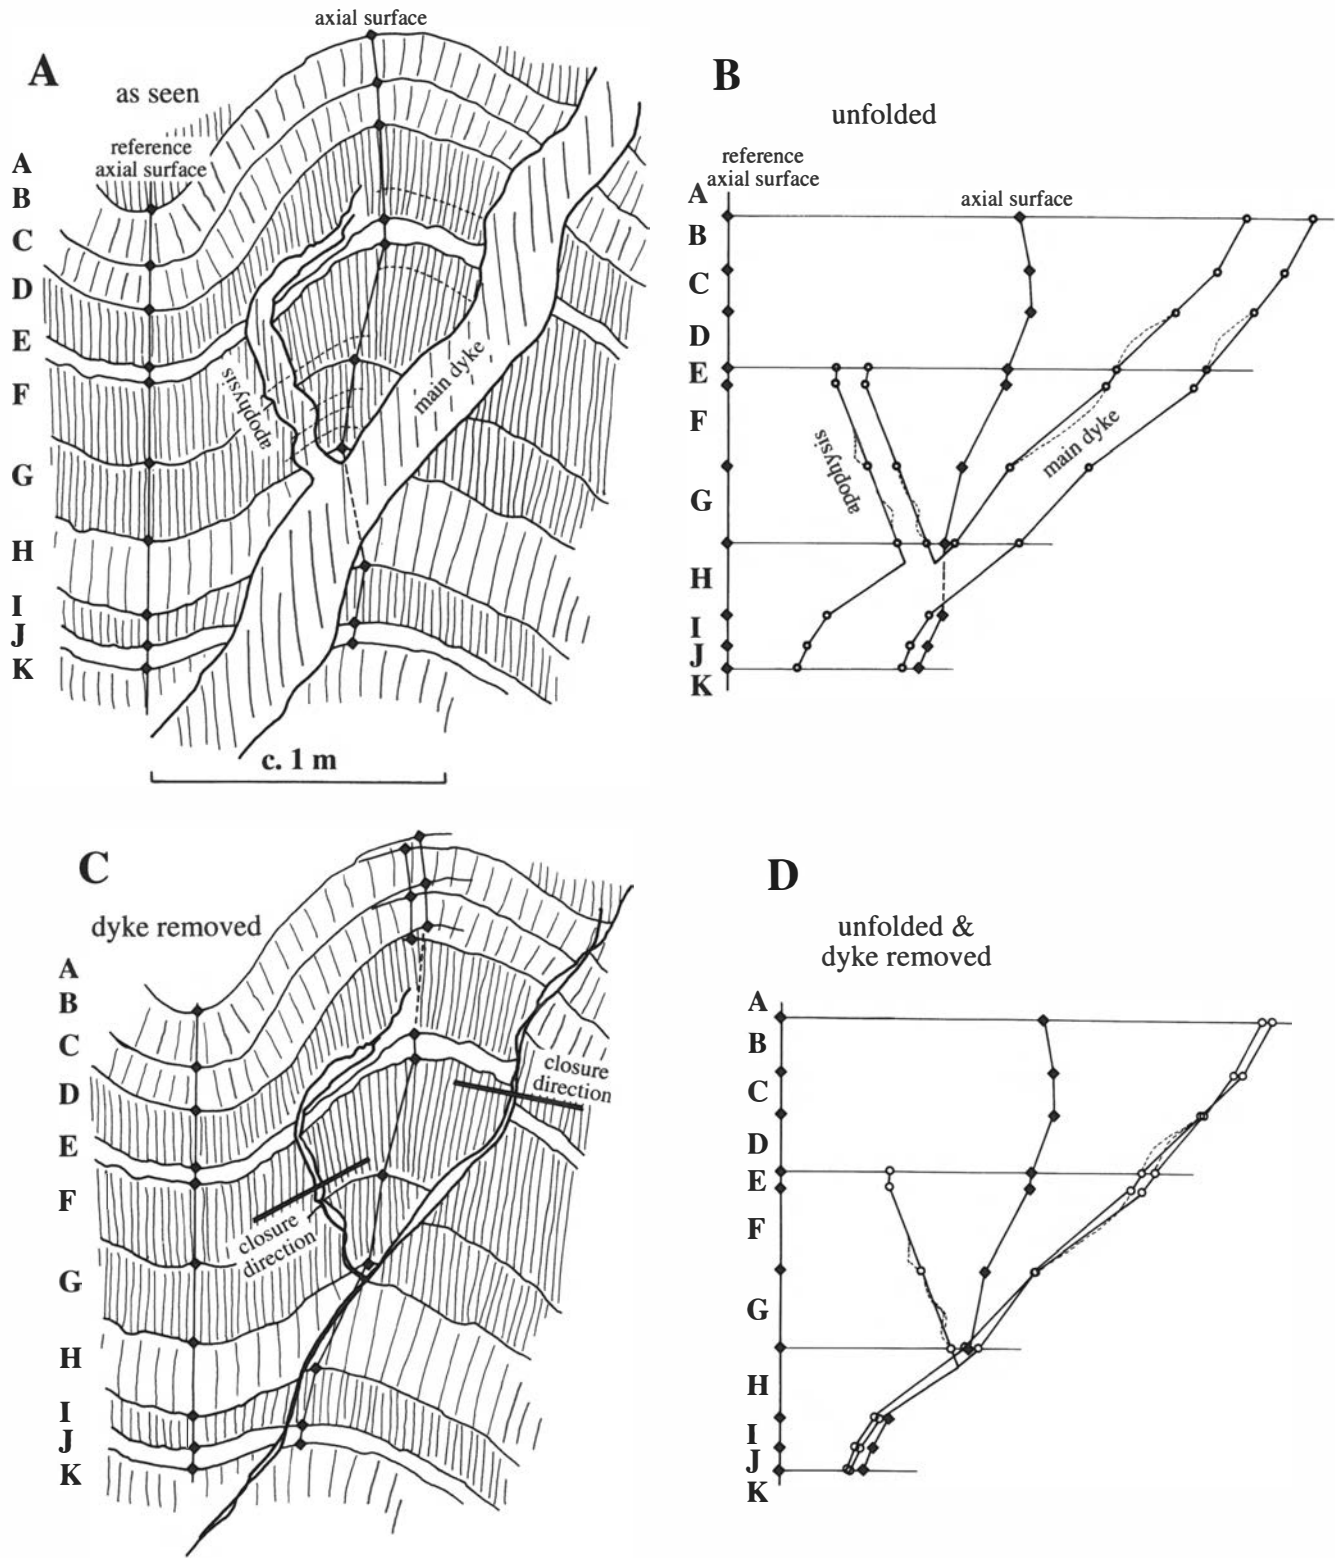 axial surface
A
as seen
reference
axial surface
A
B
C
D
E
F
G
H
I
J
K
apophysis
main dyke
c. 1 m
B
unfolded
reference
axial surface
axial surface
A
B
C
D
E
F
G
H
I
J
K
apophysis
main dyke
C
dyke removed
A
B
C
D
E
F
G
H
I
J
K
closure
direction
closure
direction
D
unfolded &
dyke removed
A
B
C
D
E
F
G
H
I
J
K